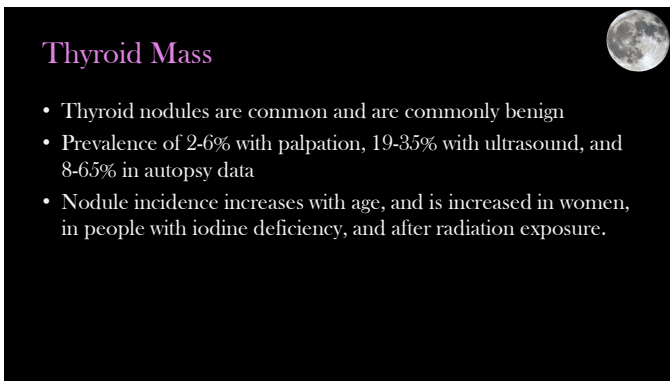 Thyroid Mass
• Thyroid nodules are common and are commonly benign
• Prevalence of 2-6% with palpation, 19-35% with ultrasound, and
8-65% in autopsy data
• Nodule incidence increases with age, and is increased in women,
in people with iodine deficiency, and after radiation exposure.